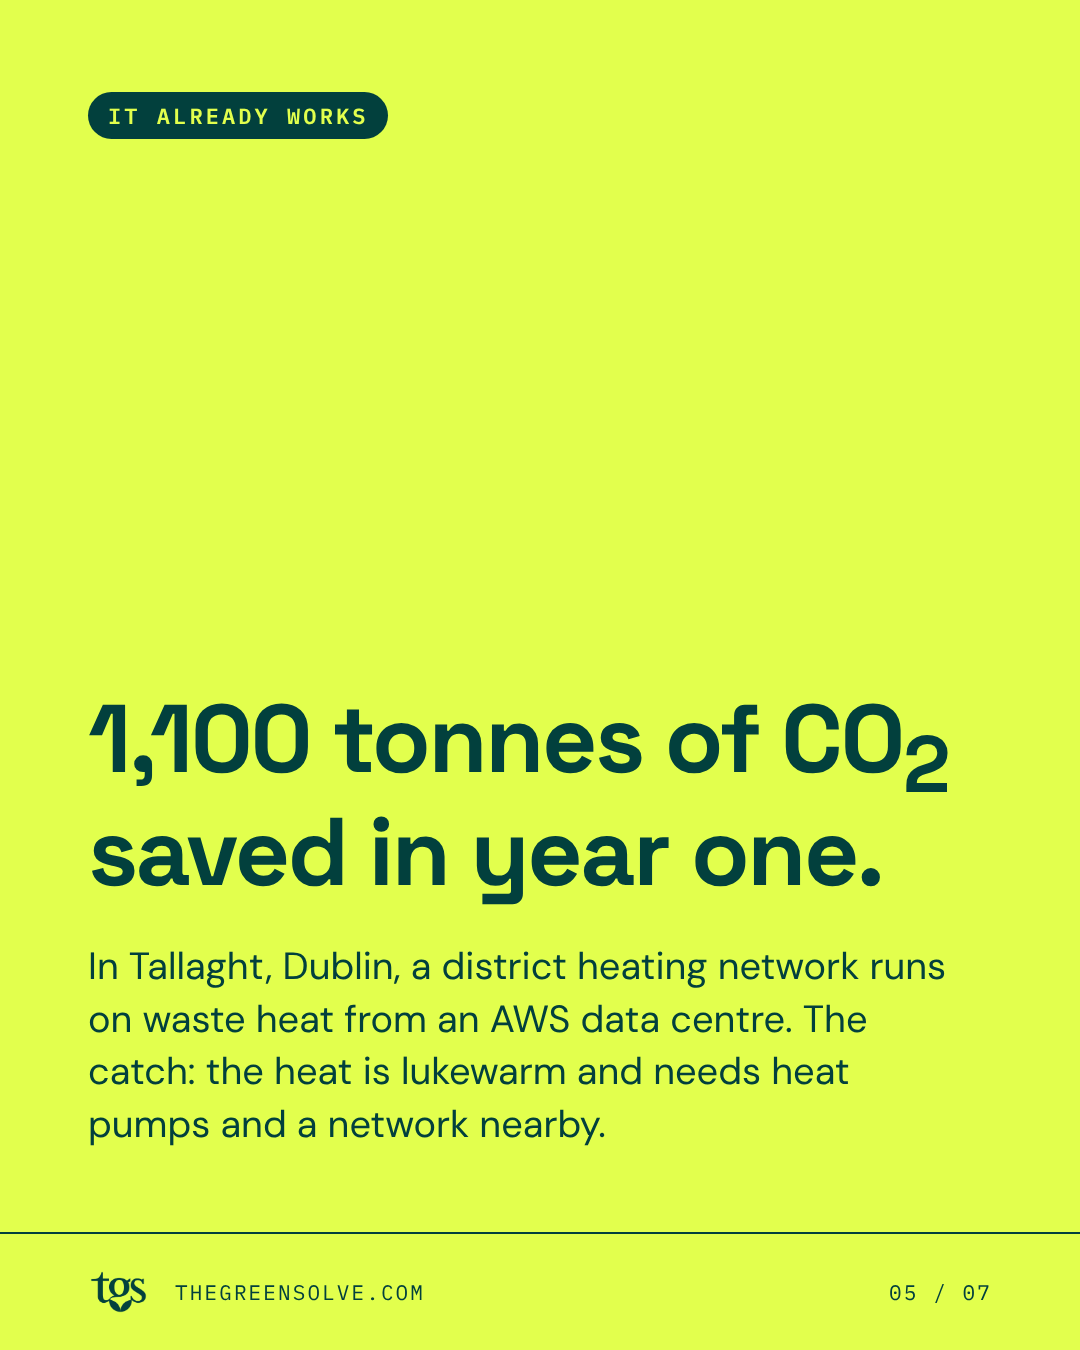 IT ALREADY WORKS
1,100 tonnes of CO₂
saved in year one.
In Tallaght, Dublin, a district heating network runs
on waste heat from an AWS data centre. The
catch: the heat is lukewarm and needs heat
pumps and a network nearby.
tgs THEGREENSOLVE.COM 05 / 07